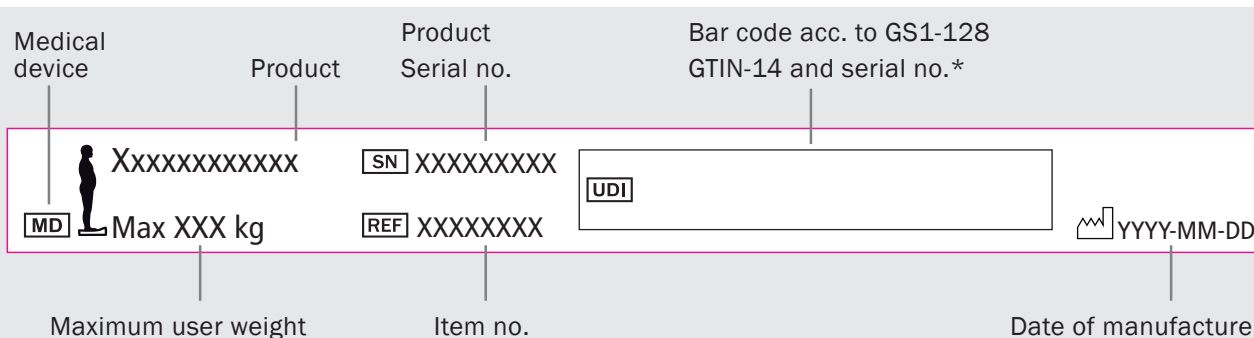 Medical
device
Product
Product
Serial no.
Bar code acc. to GS1-128
GTIN-14 and serial no.*
Xxxxxxxxxxxxx
SN XXXXXXXXX
UDI
MD Max XXX kg
REF XXXXXXXX
YYYY-MM-DD
Maximum user weight
Item no.
Date of manufacture